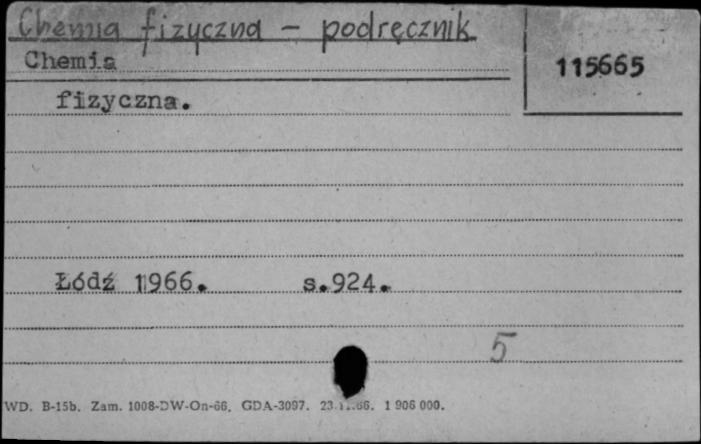 Chemia fizyczna - podręcznik
Chemia
115665
fizyczna.
Łódź 1966. s.924.
5
WD. B-15b. Zam. 1008-DW-On-66. GDA-3097. 1 906 000.